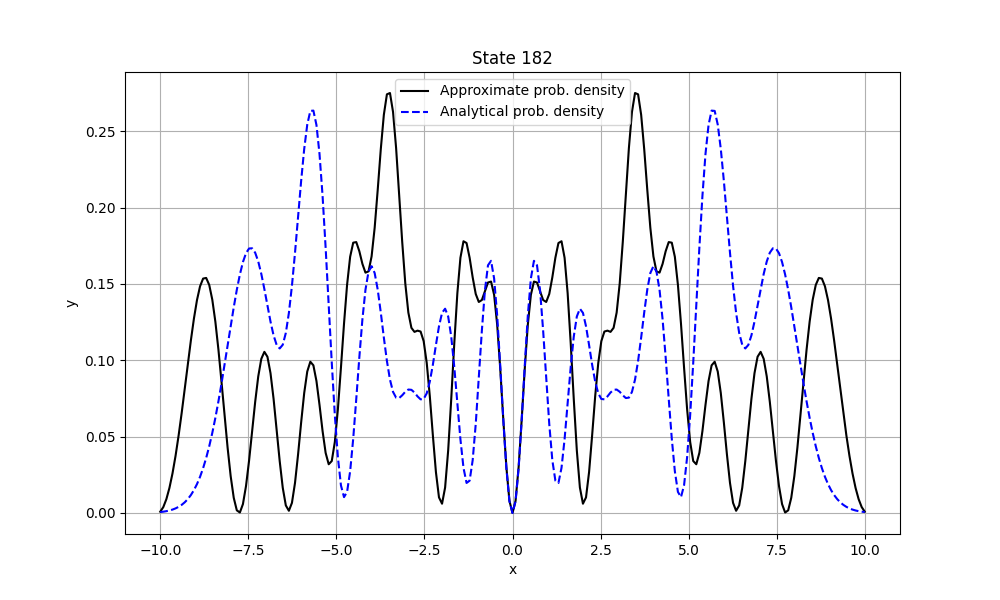 State 182
Approximate prob. density
Analytical prob. density
y
0.25
0.20
0.15
0.10
0.05
0.00
−10.0 −7.5 −5.0 −2.5 0.0 2.5 5.0 7.5 10.0
x